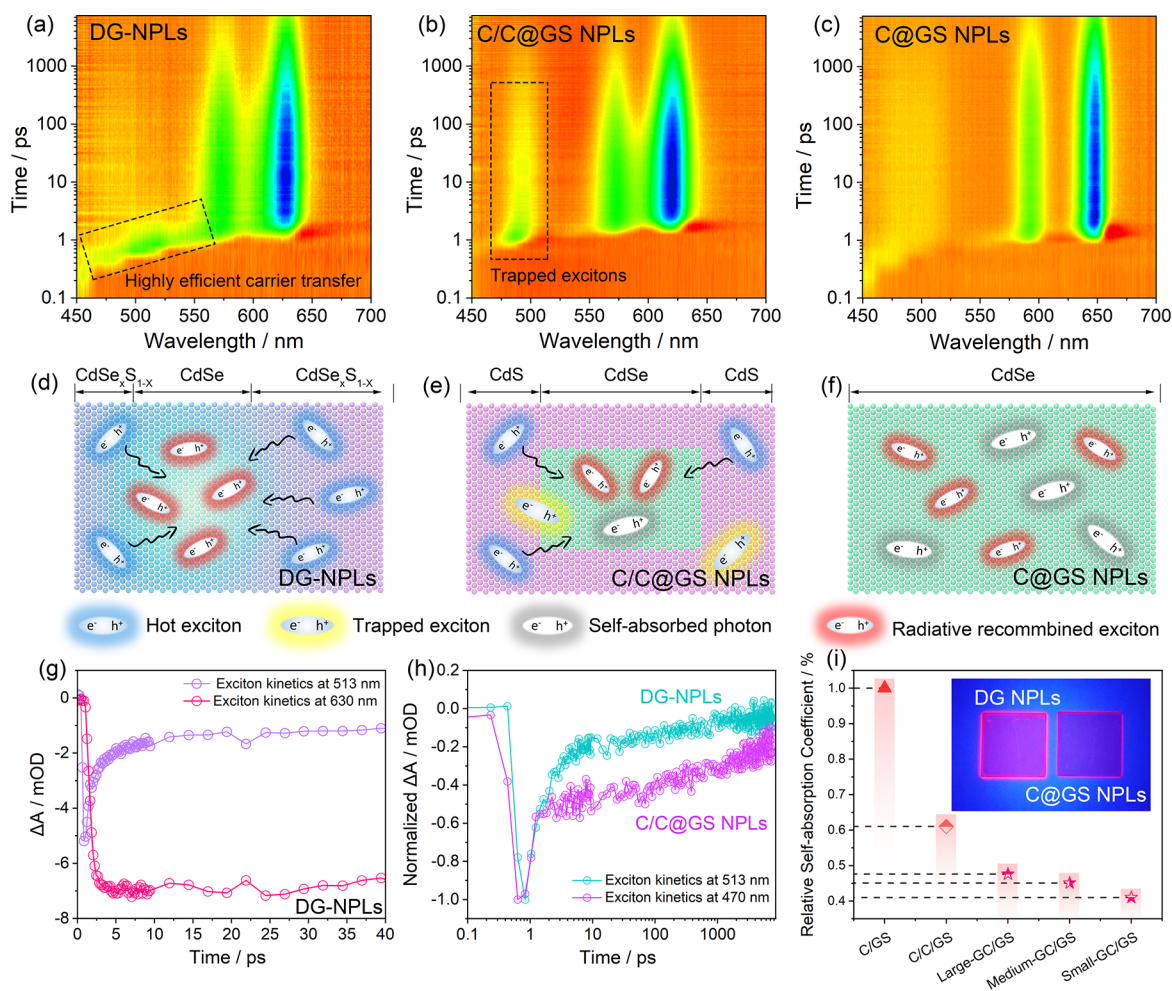 (a)
DG-NPLs
Highly efficient carrier transfer
1000
100
10
1
0.1
450 500 550 600 650 700
Time / ps
Wavelength / nm
(b)
C/C@GS NPLs
Trapped excitons
1000
100
10
1
0.1
450 500 550 600 650 700
Time / ps
Wavelength / nm
(c)
C@GS NPLs
1000
100
10
1
0.1
450 500 550 600 650 700
Time / ps
Wavelength / nm
(d)
CdSexS1-X CdSe CdSexS1-X
e- h+
e- h+
e- h+
e- h+
e- h+
e- h+
e- h+
e- h+
e- h+
DG-NPLs
(e)
CdS CdSe CdS
e- h+
e- h+
e- h+
e- h+
e- h+
e- h+
e- h+
e- h+
C/C@GS NPLs
(f)
CdSe
e- h+
e- h+
e- h+
e- h+
e- h+
e- h+
e- h+
e- h+
C@GS NPLs
e- h+ Hot exciton
e- h+ Trapped exciton
e- h+ Self-absorbed photon
e- h+ Radiative recommbined exciton
(g)
Exciton kinetics at 513 nm
Exciton kinetics at 630 nm
0
-2
-4
-6
-8
0 5 10 15 20 25 30 35 40
ΔA / mOD
Time / ps
DG-NPLs
(h)
DG-NPLs
C/C@GS NPLs
Exciton kinetics at 513 nm
Exciton kinetics at 470 nm
0.2
0.0
-0.2
-0.4
-0.6
-0.8
-1.0
0.1 1 10 100 1000
Normalized ΔA / mOD
Time / ps
(i)
DG NPLs
C@GS NPLs
1.0
0.9
0.8
0.7
0.6
0.5
0.4
Relative Self-absorption Coefficient / %
C/GS
C/C/GS
Large-GC/GS
Medium-GC/GS
Small-GC/GS